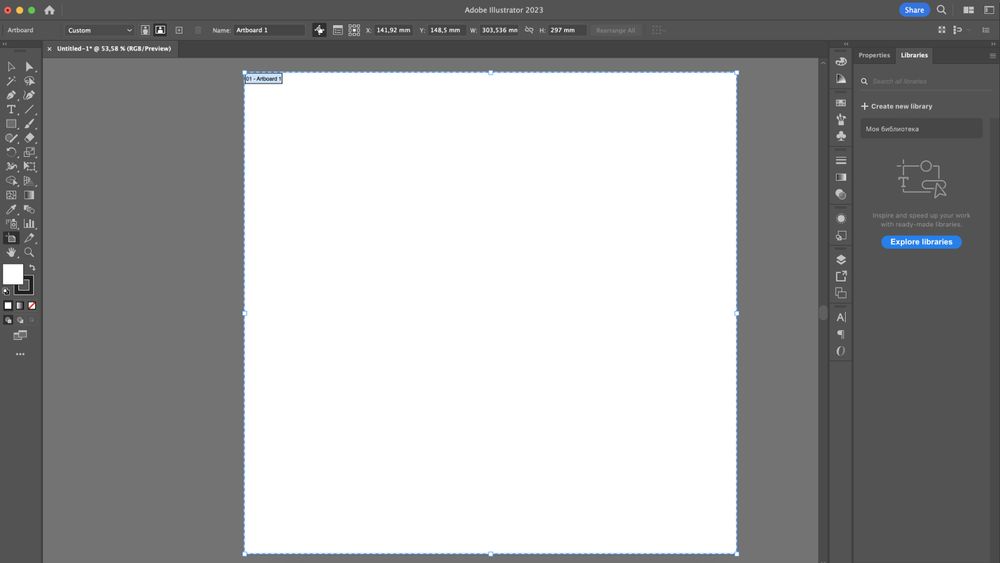 Adobe Illustrator 2023
Share
Artboard
Custom
Name: Artboard 1
X: 141,92 mm
Y: 148,5 mm
W: 303,536 mn
H: 297 mm
Rearrange All
× Untitled-1* @ 53,58 % (RGB/Preview)
01 - Artboard 1
Properties
Libraries
Search all libraries
+ Create new library
Моя библиотека
Inspire and speed up your work
with ready-made libraries.
Explore libraries